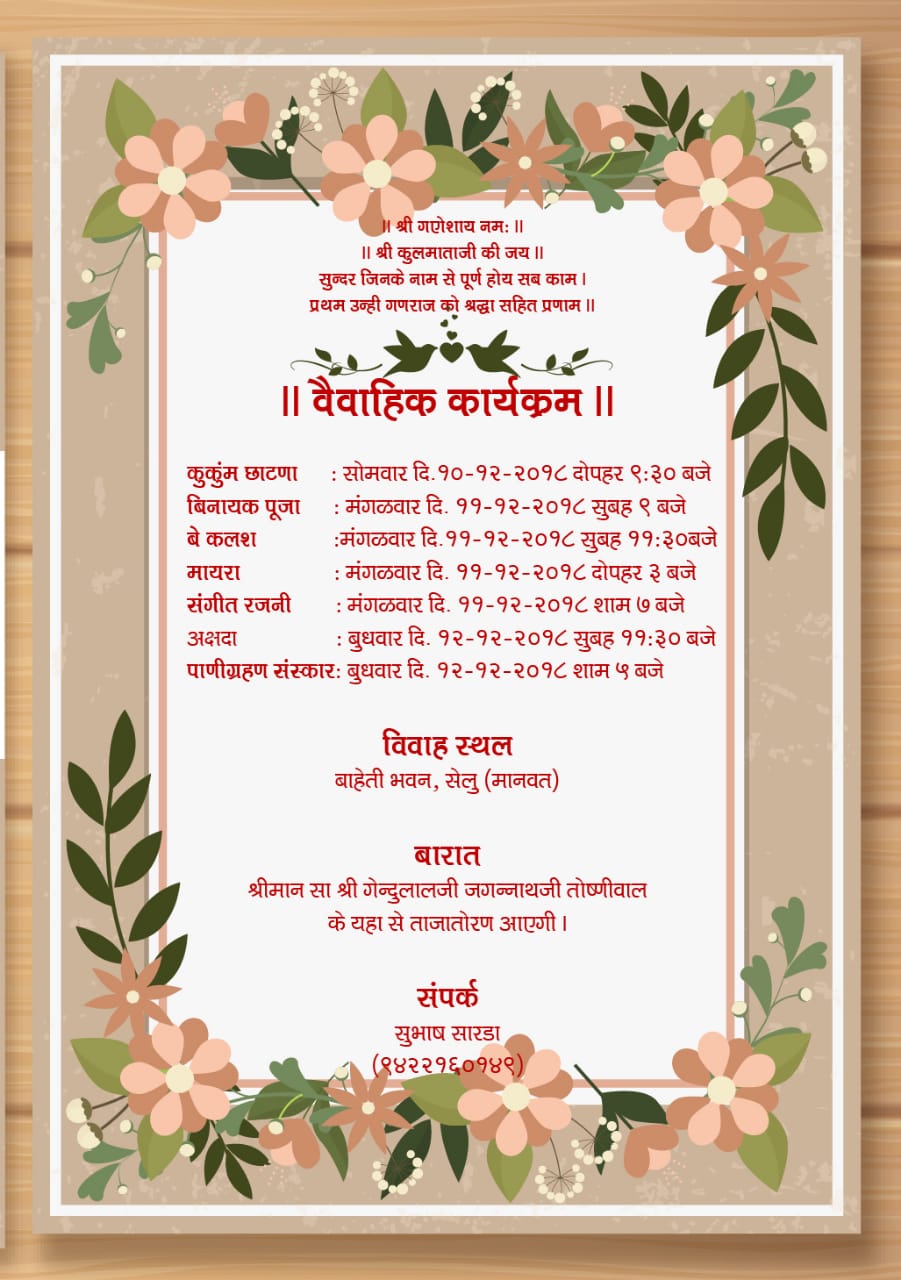 ॥ श्री गणेशाय नम: ॥
॥ श्री कुलमाताजी की जय ॥
सुन्दर जिनके नाम से पूर्ण होय सब काम ।
प्रथम उन्ही गणराज को श्रद्धा सहित प्रणाम ॥
॥ वैवाहिक कार्यक्रम ॥
कुकुंम छाटणा : सोमवार दि.१०-१२-२०१८ दोपहर ९:३० बजे
बिनायक पूजा : मंगळवार दि. ११-१२-२०१८ सुबह ९ बजे
बे कलश :मंगळवार दि.११-१२-२०१८ सुबह ११:३०बजे
मायरा : मंगळवार दि. ११-१२-२०१८ दोपहर ३ बजे
संगीत रजनी : मंगळवार दि. ११-१२-२०१८ शाम ७ बजे
अक्षदा : बुधवार दि. १२-१२-२०१८ सुबह ११:३० बजे
पाणीग्रहण संस्कार: बुधवार दि. १२-१२-२०१८ शाम ५ बजे
विवाह स्थल
बाहेती भवन, सेलु (मानवत)
बारात
श्रीमान सा श्री गेन्दुलालजी जगन्नाथजी तोष्णीवाल
के यहा से ताजातोरण आएगी ।
संपर्क
सुभाष सारडा
(९४२२१६०१४९)